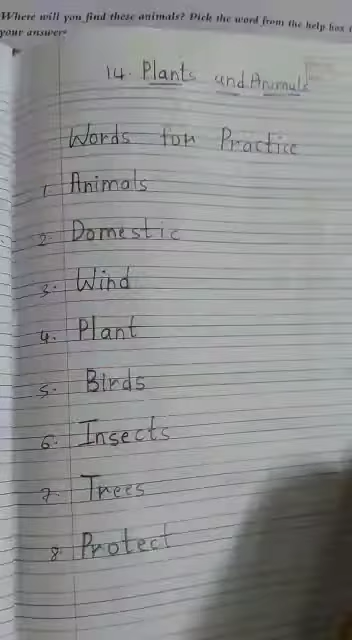 Where will you find these animals? Pick the word from the help box
your answer
14. Plants and Animals
Words for Practice
1. Animals
2. Domestic
3. Wind
4. Plant
5. Birds
6. Insects
7. Trees
8. Protect